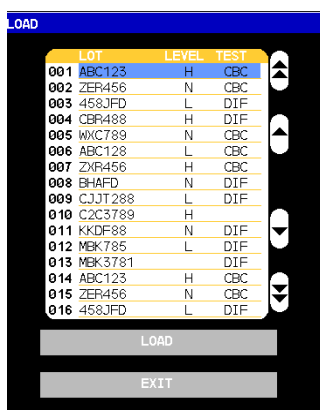 LOAD
LOT LEVEL TEST
001 ABC123 H CBC
002 ZER456 N CBC
003 458JFD L DIF
004 CBR488 H DIF
005 WXC789 N CBC
006 ABC128 L CBC
007 ZXR456 H CBC
008 BHAFD N DIF
009 CJJT288 L DIF
010 C2C3789 H
011 KKDF88 N DIF
012 MBK785 L DIF
013 MBK3781 DIF
014 ABC123 H CBC
015 ZER456 N CBC
016 458JFD L DIF
LOAD
EXIT